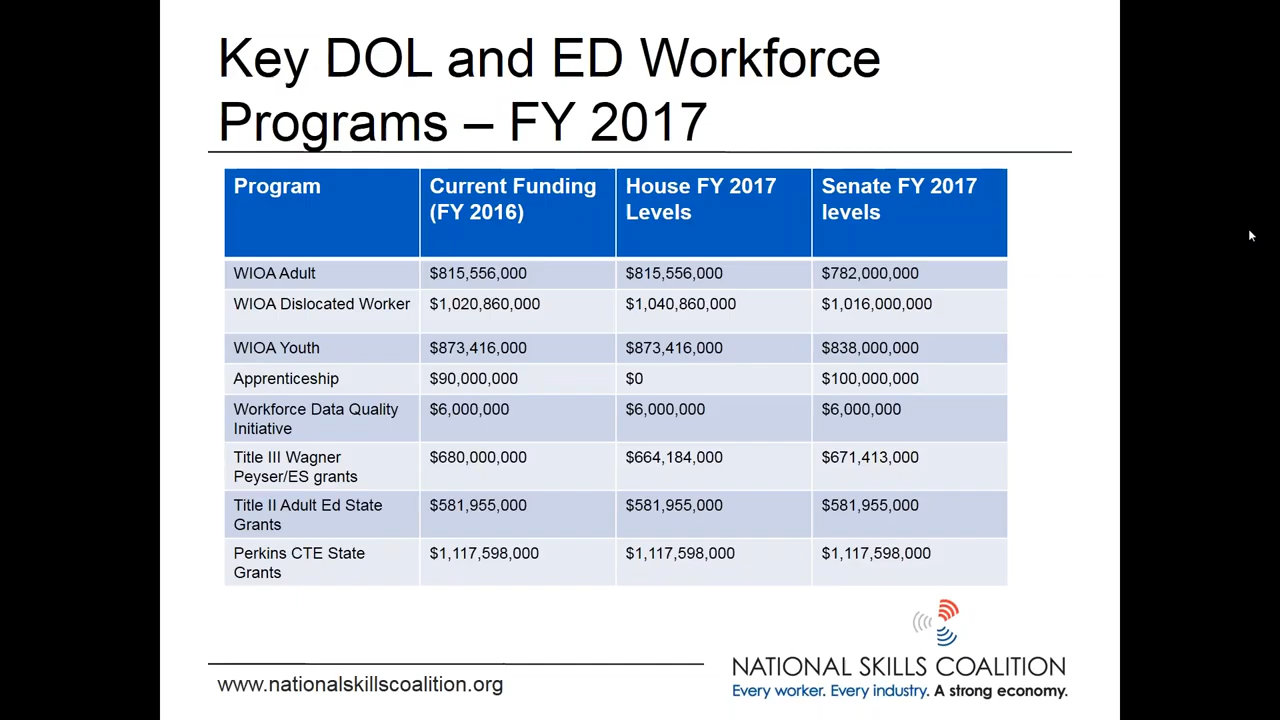 Key DOL and ED Workforce
Programs – FY 2017
Program
Current Funding
(FY 2016)
House FY 2017
Levels
Senate FY 2017
levels
WIOA Adult $815,556,000 $815,556,000 $782,000,000
WIOA Dislocated Worker $1,020,860,000 $1,040,860,000 $1,016,000,000
WIOA Youth $873,416,000 $873,416,000 $838,000,000
Apprenticeship $90,000,000 $0 $100,000,000
Workforce Data Quality
Initiative
$6,000,000 $6,000,000 $6,000,000
Title III Wagner
Peyser/ES grants
$680,000,000 $664,184,000 $671,413,000
Title II Adult Ed State
Grants
$581,955,000 $581,955,000 $581,955,000
Perkins CTE State
Grants
$1,117,598,000 $1,117,598,000 $1,117,598,000
www.nationalskillscoalition.org
NATIONAL SKILLS COALITION
Every worker. Every industry. A strong economy.